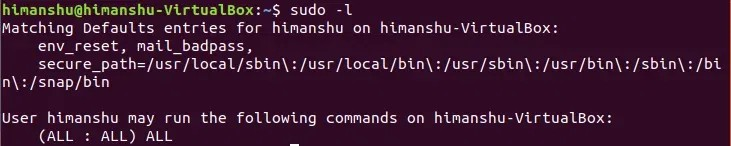 himanshu@himanshu-VirtualBox:~$ sudo -l
Matching Defaults entries for himanshu on himanshu-VirtualBox:
    env_reset, mail_badpass,
    secure_path=/usr/local/sbin\:/usr/local/bin\:/usr/sbin\:/usr/bin\:/sbin\:/bi
n\:/snap/bin

User himanshu may run the following commands on himanshu-VirtualBox:
    (ALL : ALL) ALL